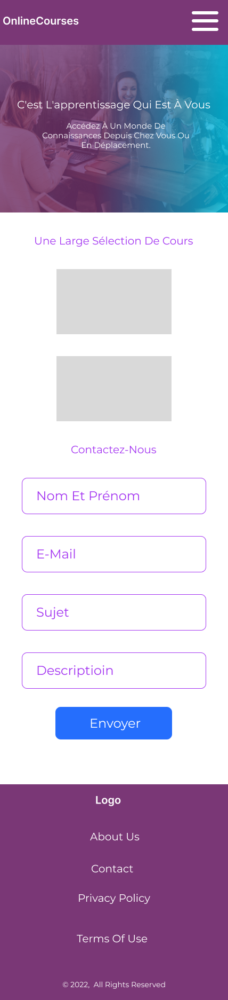 OnlineCourses
C'est L'apprentissage Qui Est À Vous
Accédez À Un Monde De
Connaissances Depuis Chez Vous Ou
En Déplacement.
Une Large Sélection De Cours
Contactez-Nous
Nom Et Prénom
E-Mail
Sujet
Descriptioin
Envoyer
Logo
About Us
Contact
Privacy Policy
Terms Of Use
© 2022,  All Rights Reserved